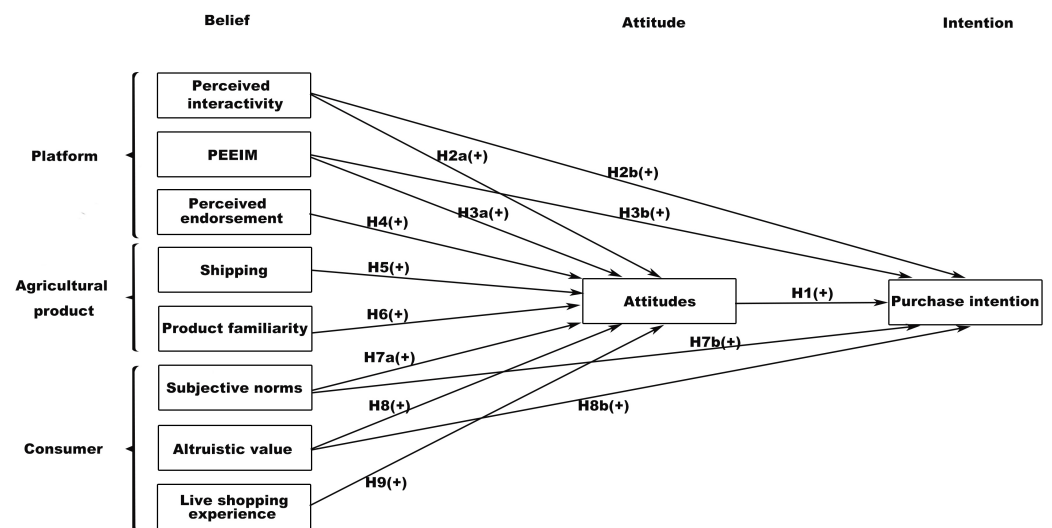 Belief
Attitude
Intention
Perceived
interactivity
Platform
PEEIM
Perceived
endorsement
Agricultural
product
Shipping
Product familiarity
Consumer
Subjective norms
Altruistic value
Live shopping
experience
H2a(+)
H2b(+)
H3a(+)
H3b(+)
H4(+)
H5(+)
H6(+)
H7a(+)
H7b(+)
H8(+)
H8b(+)
H9(+)
Attitudes
H1(+)
Purchase intention